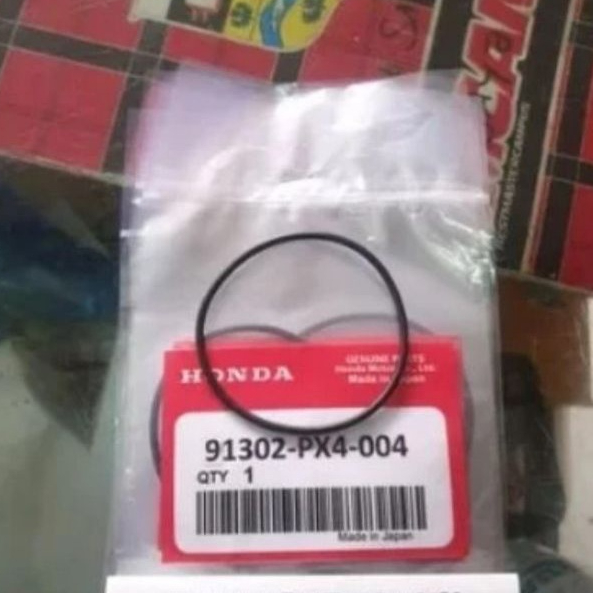 HONDA
GENUINE PARTS
Honda Motor Co., Ltd.
Made in Japan
91302-PX4-004
QTY 1
Made in Japan